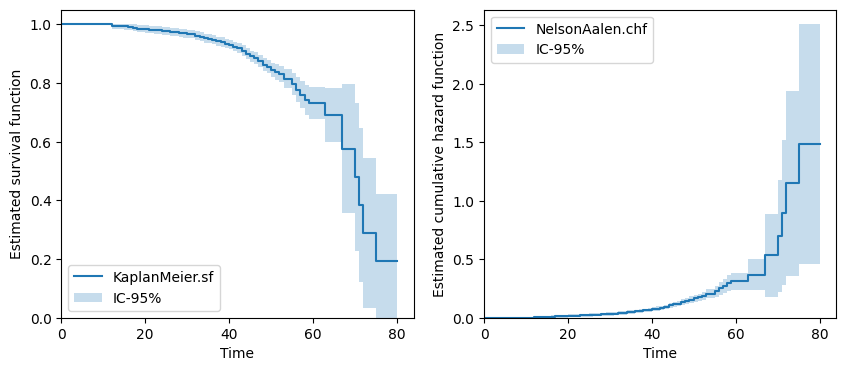 Estimated survival function
1.0
0.8
0.6
0.4
0.2
0.0
KaplanMeier.sf
IC-95%
0 20 40 60 80
Time
Estimated cumulative hazard function
2.5
2.0
1.5
1.0
0.5
0.0
NelsonAalen.chf
IC-95%
0 20 40 60 80
Time